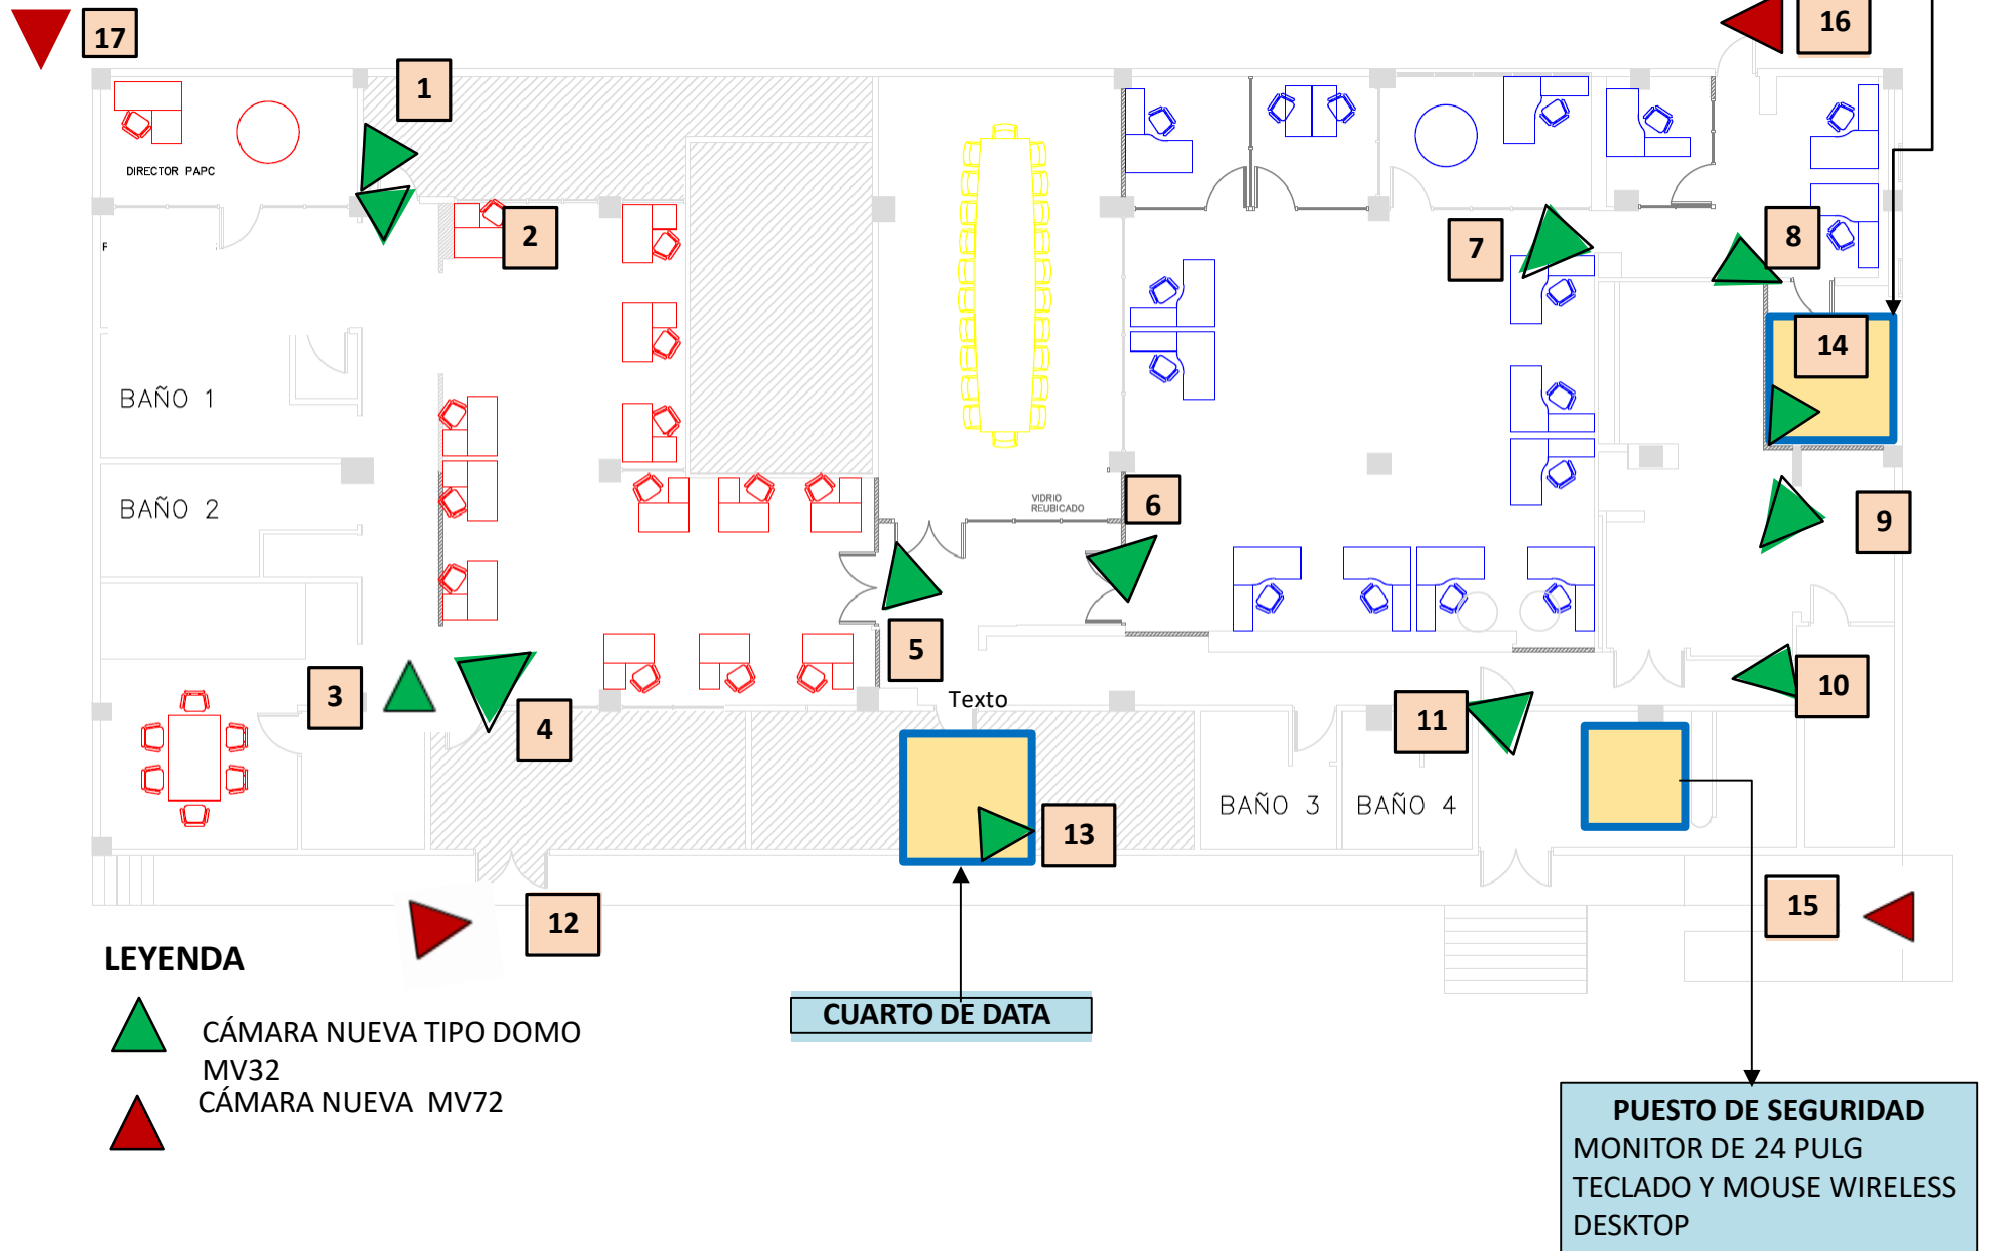 17
16
1
DIRECTOR PAPC
2
7
8
F
14
BAÑO 1
BAÑO 2
VIDRIO
REUBICADO
6
9
5
3
Texto
10
4
11
BAÑO 3
BAÑO 4
13
12
15
LEYENDA
CÁMARA NUEVA TIPO DOMO
MV32
CÁMARA NUEVA MV72
CUARTO DE DATA
PUESTO DE SEGURIDAD
MONITOR DE 24 PULG
TECLADO Y MOUSE WIRELESS
DESKTOP